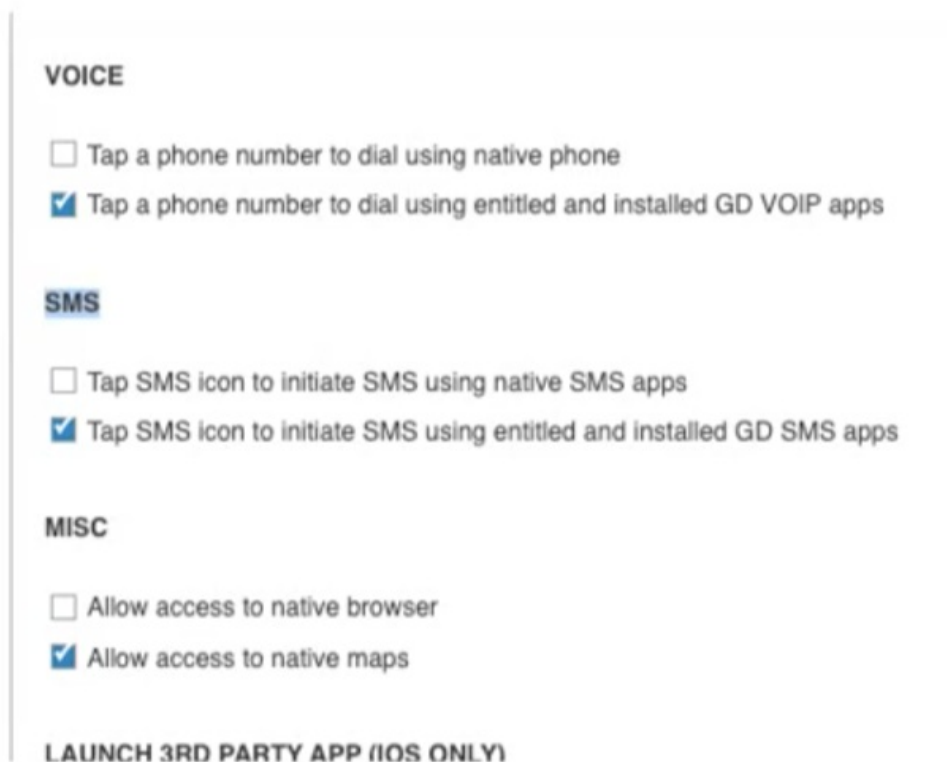 VOICE
Tap a phone number to dial using native phone
Tap a phone number to dial using entitled and installed GD VOIP apps
SMS
Tap SMS icon to initiate SMS using native SMS apps
Tap SMS icon to initiate SMS using entitled and installed GD SMS apps
MISC
Allow access to native browser
Allow access to native maps
LAUNCH 3RD PARTY APP (IOS ONLY)